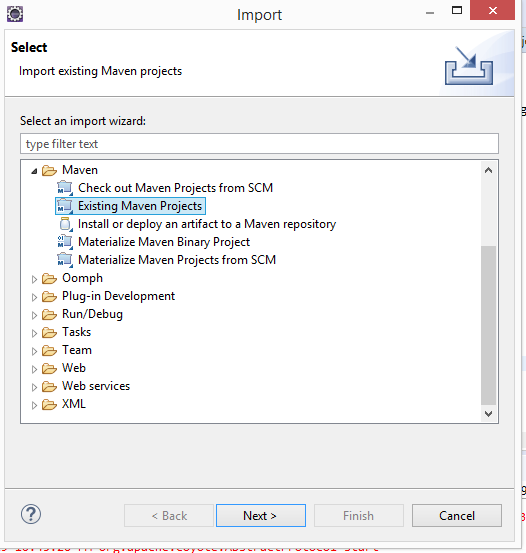 Import
Select
Import existing Maven projects
Select an import wizard:
type filter text
Maven
Check out Maven Projects from SCM
Existing Maven Projects
Install or deploy an artifact to a Maven repository
Materialize Maven Binary Project
Materialize Maven Projects from SCM
Oomph
Plug-in Development
Run/Debug
Tasks
Team
Web
Web services
XML
< Back
Next >
Finish
Cancel